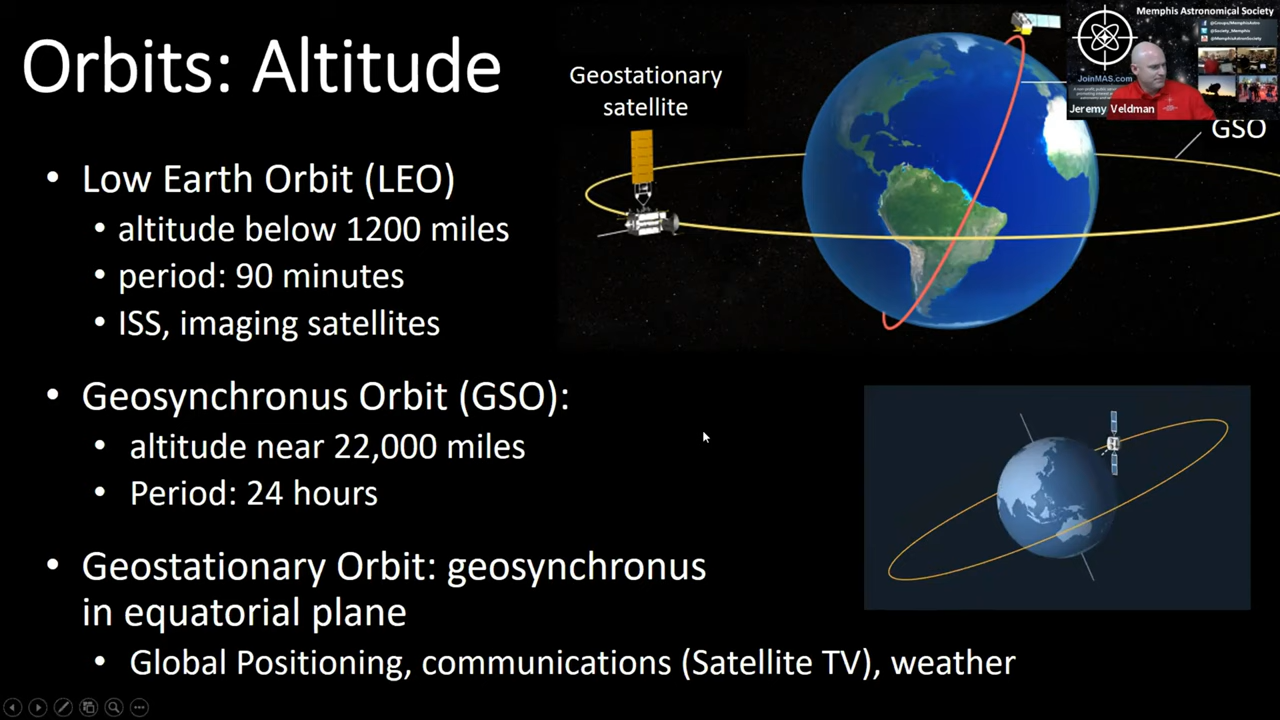 Orbits: Altitude
• Low Earth Orbit (LEO)
• altitude below 1200 miles
• period: 90 minutes
• ISS, imaging satellites
• Geosynchronus Orbit (GSO):
• altitude near 22,000 miles
• Period: 24 hours
• Geostationary Orbit: geosynchronus
in equatorial plane
• Global Positioning, communications (Satellite TV), weather
Geostationary
satellite
GSO
Memphis Astronomical Society
@Society_Memphis
JoinMAS.com
Jeremy Veldman